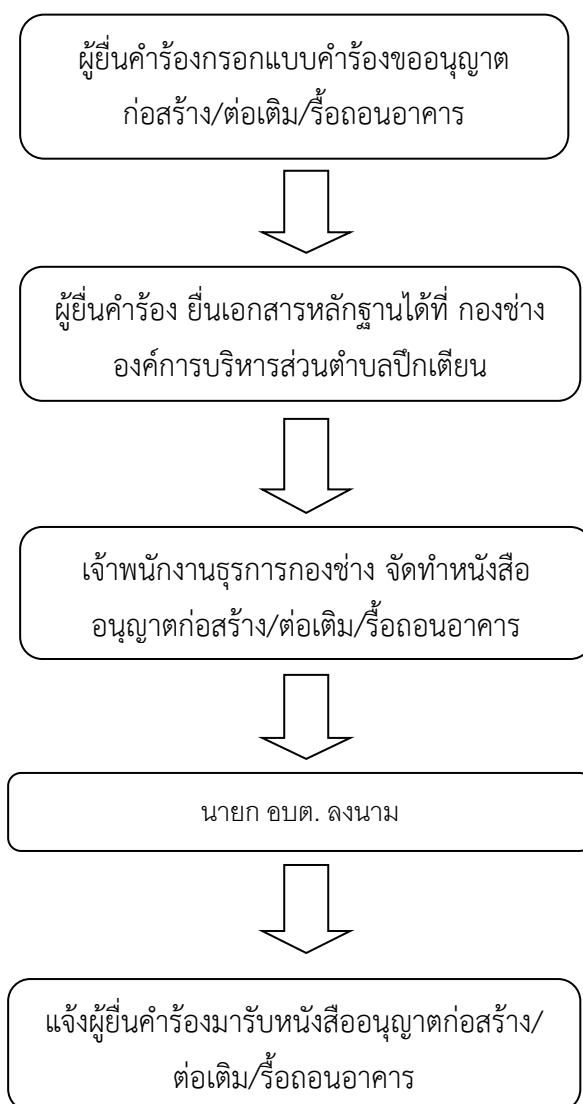 ผู้ยื่นคำร้องกรอกแบบคำร้องขออนุญาต
ก่อสร้าง/ต่อเติม/รื้อถอนอาคาร
ผู้ยื่นคำร้อง ยื่นเอกสารหลักฐานได้ที่ กองช่าง
องค์การบริหารส่วนตำบลปึกเตียน
เจ้าพนักงานธุรการกองช่าง จัดทำหนังสือ
อนุญาตก่อสร้าง/ต่อเติม/รื้อถอนอาคาร
นายก อบต. ลงนาม
แจ้งผู้ยื่นคำร้องมารับหนังสืออนุญาตก่อสร้าง/
ต่อเติม/รื้อถอนอาคาร